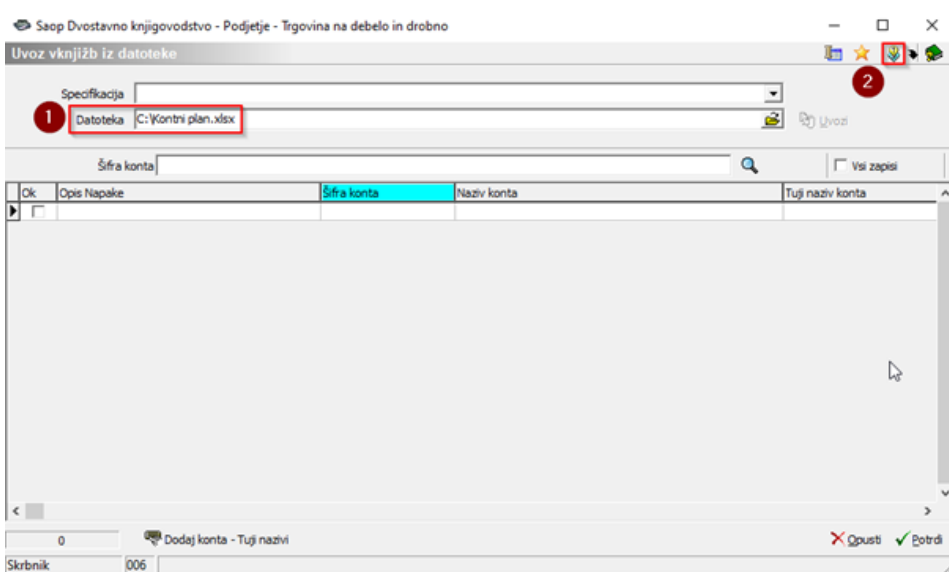 Saop Dvostavno knjigovodstvo - Podjetje - Trgovina na debelo in drobno
Uvoz vknjižb iz datoteke
2
Specifikacija
1 Datoteka C:\Kontni plan.xlsx Uvozi
Šifra konta Vsi zapisi
Ok Opis Napake Šifra konta Naziv konta Tuji naziv konta
0 Dodaj konta - Tuji nazivi Opusti Potrdi
Skrbnik 006